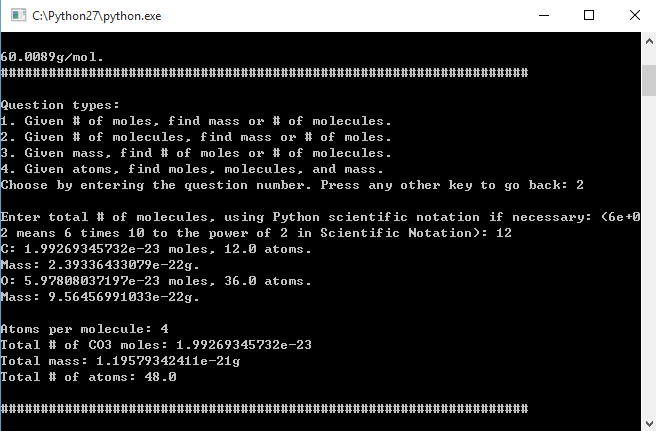 C:\Python27\python.exe
60.0089g/mol.
##################################################################
Question types:
1. Given # of moles, find mass or # of molecules.
2. Given # of molecules, find mass or # of moles.
3. Given mass, find # of moles or # of molecules.
4. Given atoms, find moles, molecules, and mass.
Choose by entering the question number. Press any other key to go back: 2
Enter total # of molecules, using Python scientific notation if necessary: (6e+0
2 means 6 times 10 to the power of 2 in Scientific Notation): 12
C: 1.99269345732e-23 moles, 12.0 atoms.
Mass: 2.39336433079e-22g.
O: 5.97808037197e-23 moles, 36.0 atoms.
Mass: 9.56456991033e-22g.
Atoms per molecule: 4
Total # of CO3 moles: 1.99269345732e-23
Total mass: 1.19579342411e-21g
Total # of atoms: 48.0
##################################################################